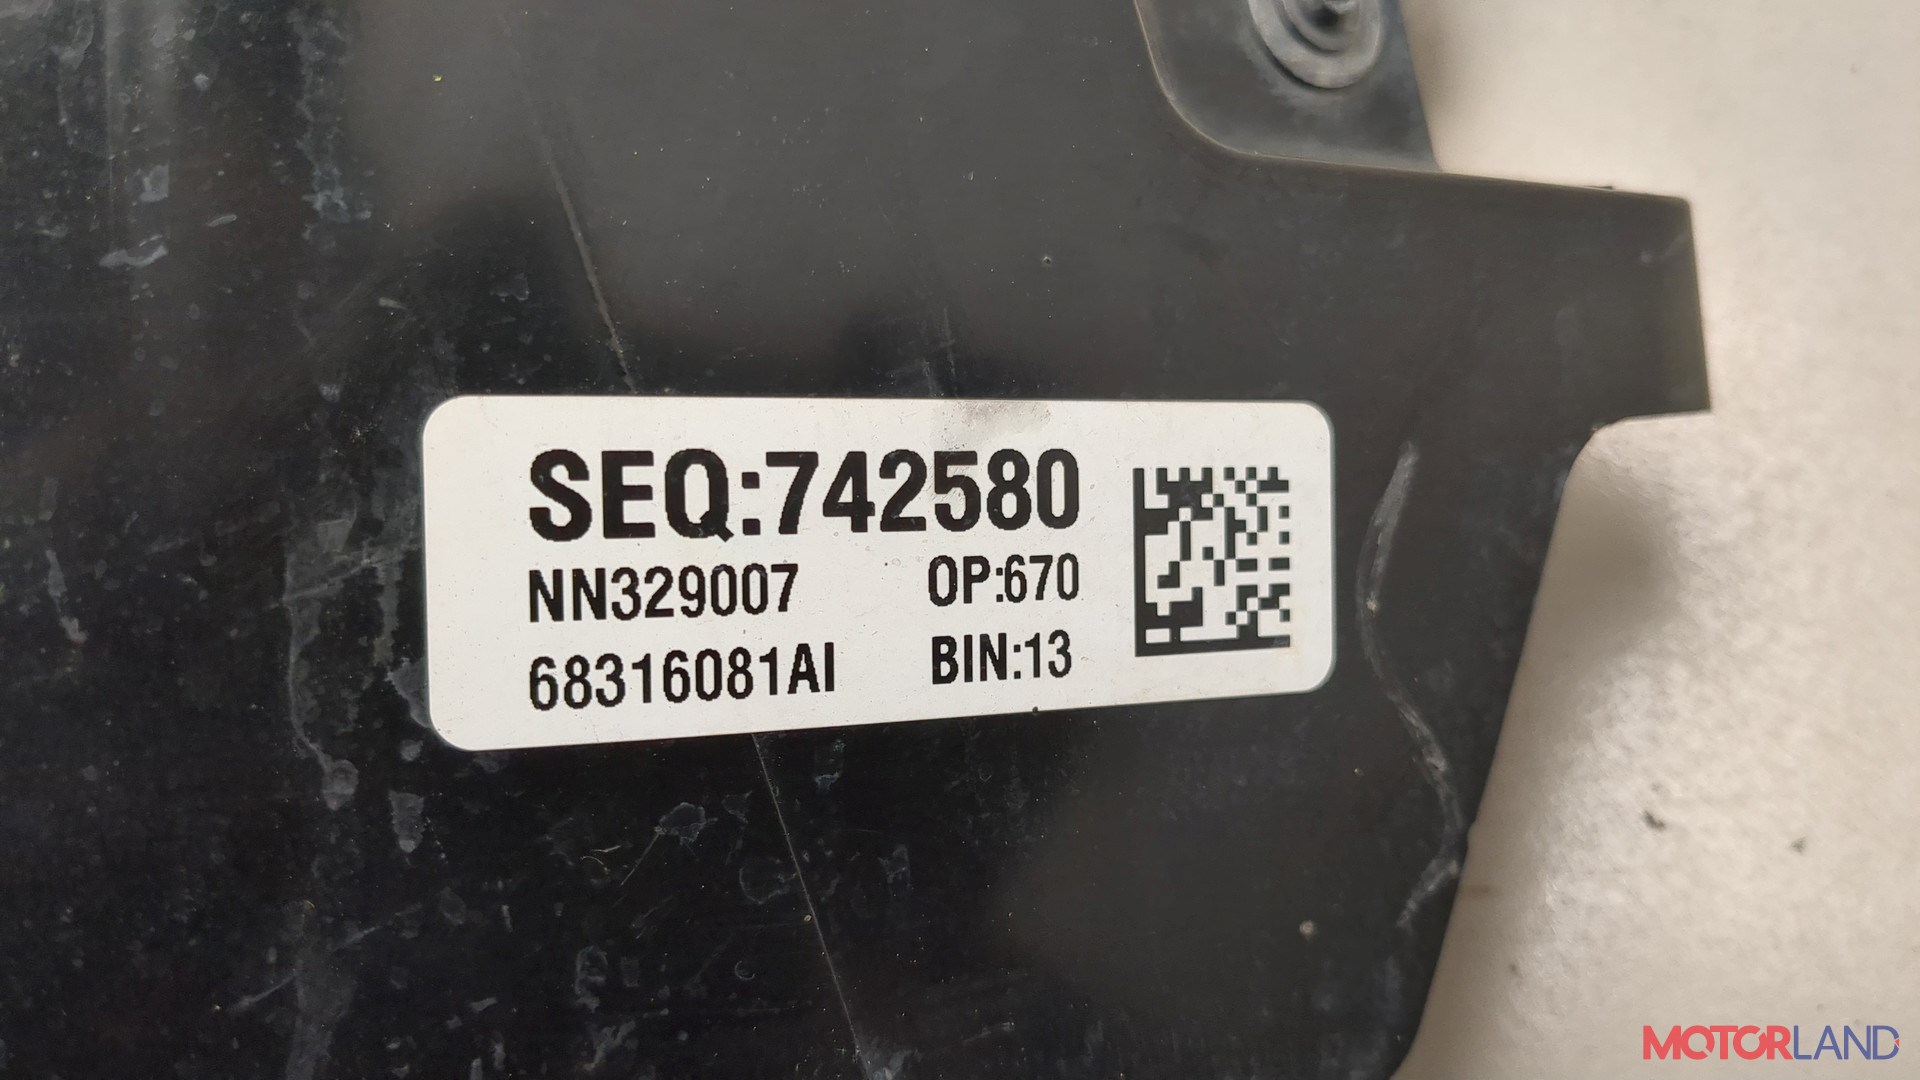 SEQ:742580
NN329007 OP:670
68316081AI BIN:13
MOTORLAND